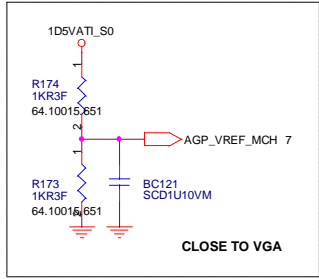 1D5VATI_S0
1
R174
1KR3F
64.10015.651
2
AGP_VREF_MCH 7
1
R173
1KR3F
64.10015.651
2
BC121
SCD1U10VM
CLOSE TO VGA